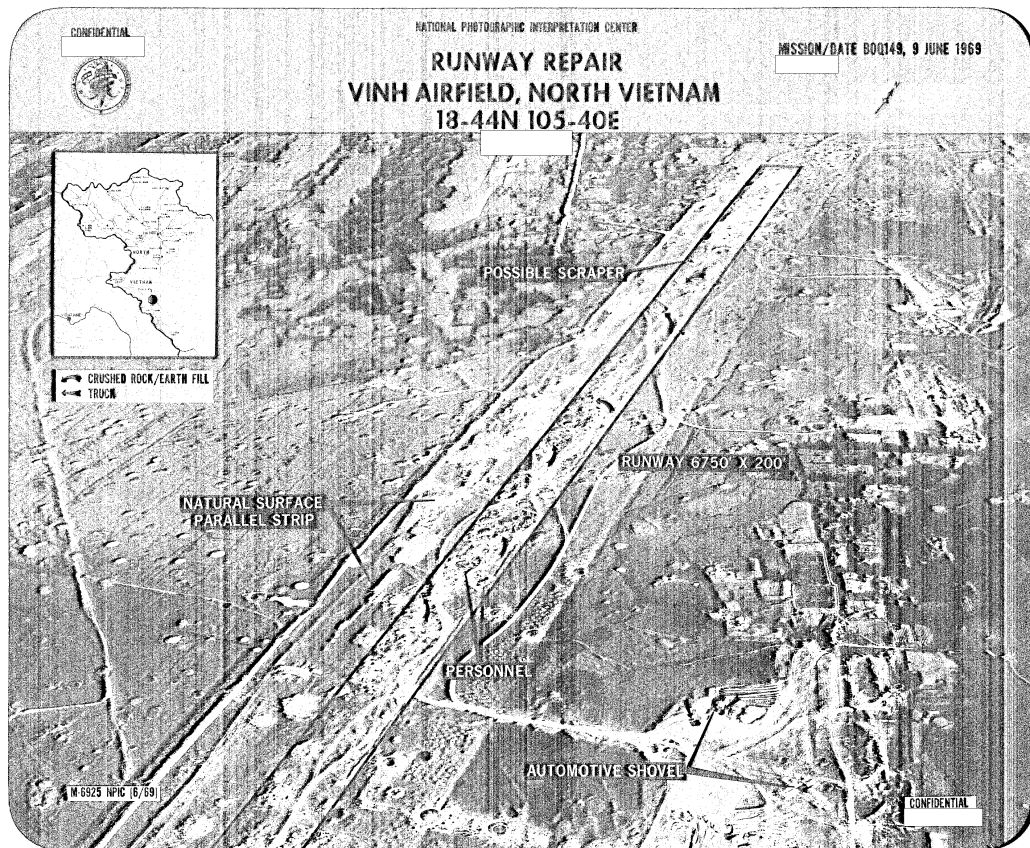 CONFIDENTIAL
NATIONAL PHOTOGRAPHIC INTERPRETATION CENTER
MISSION/DATE BOQ149, 9 JUNE 1969
RUNWAY REPAIR
VINH AIRFIELD, NORTH VIETNAM
18-44N 105-40E
NORTH
VIETNAM
POSSIBLE SCRAPER
CRUSHED ROCK/EARTH FILL
TRUCK
RUNWAY 6750' X 200'
NATURAL SURFACE
PARALLEL STRIP
PERSONNEL
AUTOMOTIVE SHOVEL
M-6925 NPIC (6/69)
CONFIDENTIAL